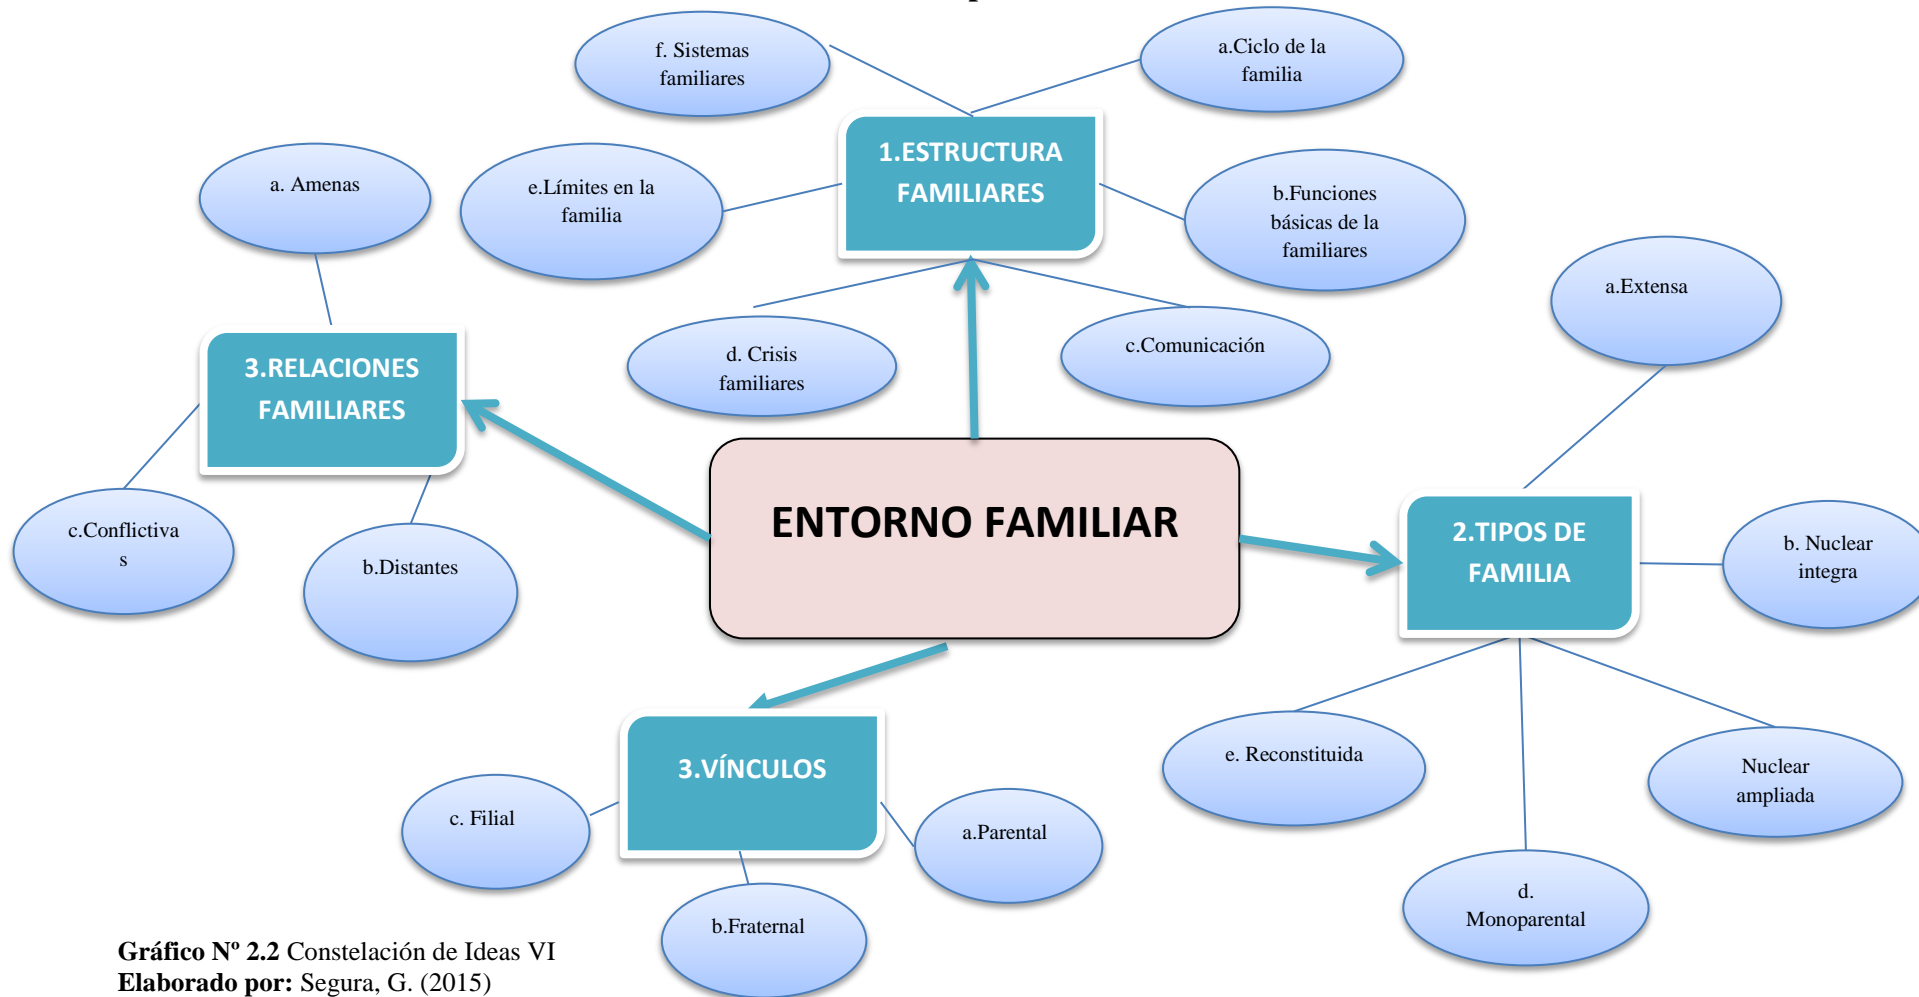 f. Sistemas
familiares
a.Ciclo de la
familia
1.ESTRUCTURA
FAMILIARES
a. Amenas
e.Límites en la
familia
b.Funciones
básicas de la
familiares
a.Extensa
3.RELACIONES
FAMILIARES
d. Crisis
familiares
c.Comunicación
ENTORNO FAMILIAR
c.Conflictiva
s
b.Distantes
2.TIPOS DE
FAMILIA
b. Nuclear
integra
3.VÍNCULOS
e. Reconstituida
Nuclear
ampliada
c. Filial
a.Parental
b.Fraternal
d.
Monoparental
Gráfico Nº 2.2 Constelación de Ideas VI
Elaborado por: Segura, G. (2015)